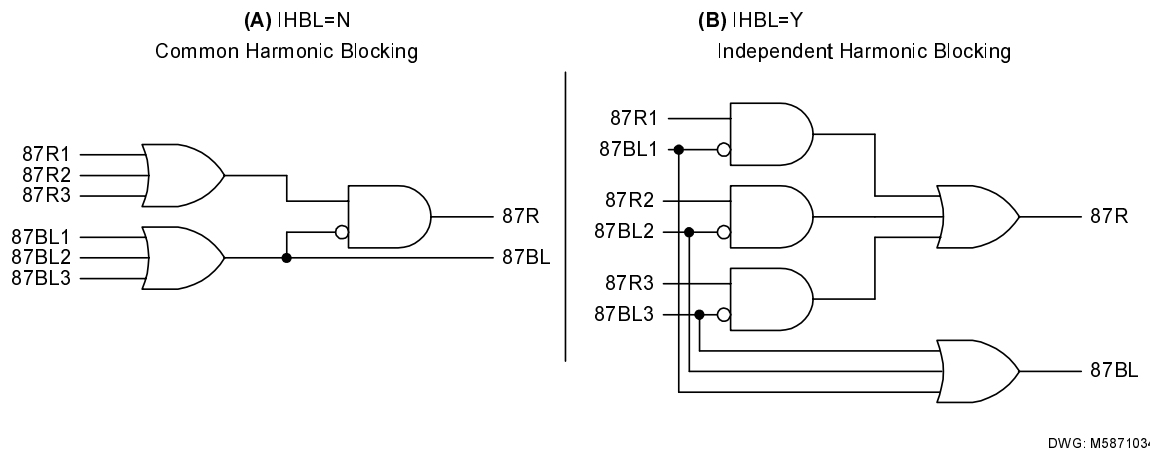 (A) IHBL=N
Common Harmonic Blocking
87R1
87R2
87R3
87BL1
87BL2
87BL3
87R
87BL
(B) IHBL=Y
Independent Harmonic Blocking
87R1
87BL1
87R2
87BL2
87R3
87BL3
87R
87BL
DWG: M5871034